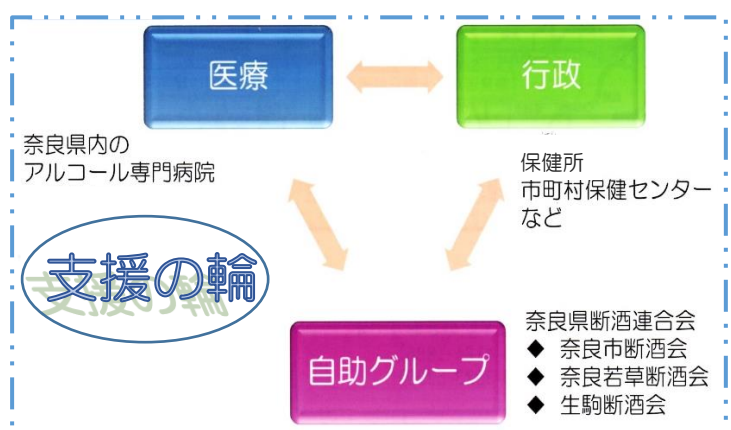 医療
行政
奈良県内の
アルコール専門病院
保健所
市町村保健センター
など
支援の輪
自助グループ
奈良県断酒連合会
◆ 奈良市断酒会
◆ 奈良若草断酒会
◆ 生駒断酒会